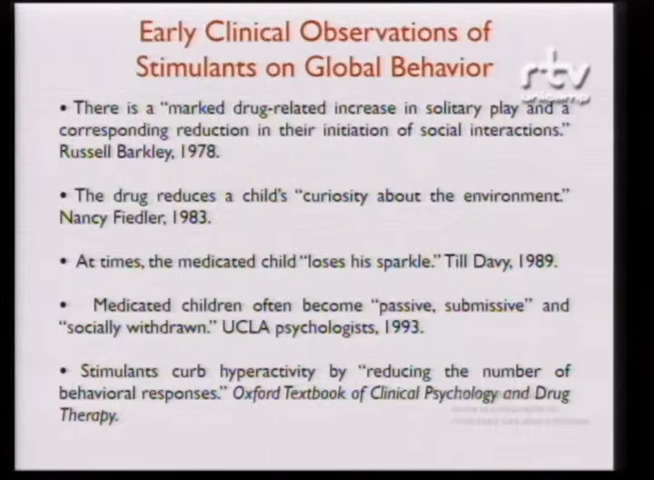 Early Clinical Observations of
Stimulants on Global Behavior
rtv
unicamp
• There is a "marked drug-related increase in solitary play and a
corresponding reduction in their initiation of social interactions."
Russell Barkley, 1978.
• The drug reduces a child's "curiosity about the environment."
Nancy Fiedler, 1983.
• At times, the medicated child "loses his sparkle." Till Davy, 1989.
• Medicated children often become "passive, submissive" and
"socially withdrawn." UCLA psychologists, 1993.
• Stimulants curb hyperactivity by "reducing the number of
behavioral responses." Oxford Textbook of Clinical Psychology and Drug
Therapy.